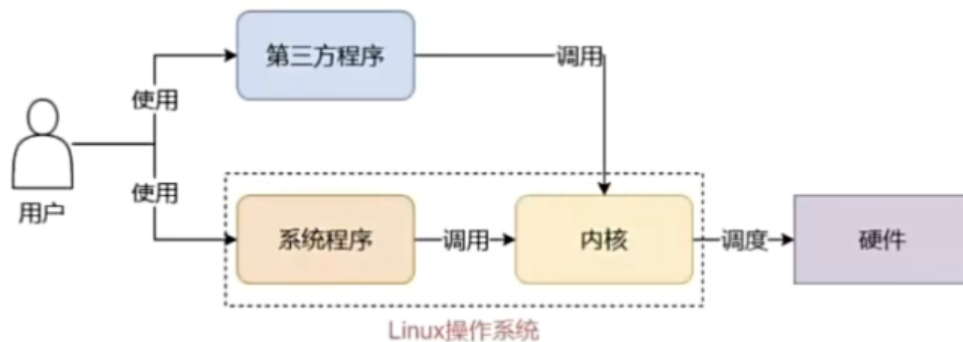 第三方程序
调用
使用
用户
使用
系统程序
调用
内核
调度
硬件
Linux操作系统